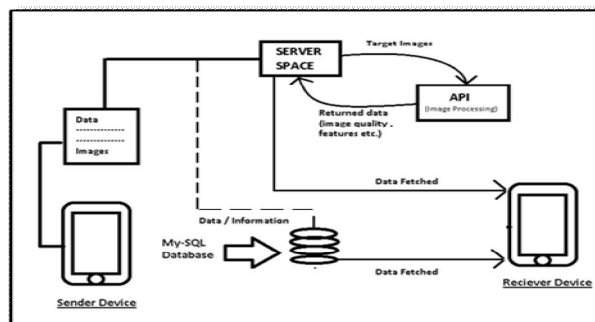 SERVER
SPACE
Target Images
API
(Image Processing)
Returned data
(image quality ,
features etc.)
Data
Images
Data Fetched
Data / Information
My-SQL
Database
Data Fetched
Sender Device
Reciever Device